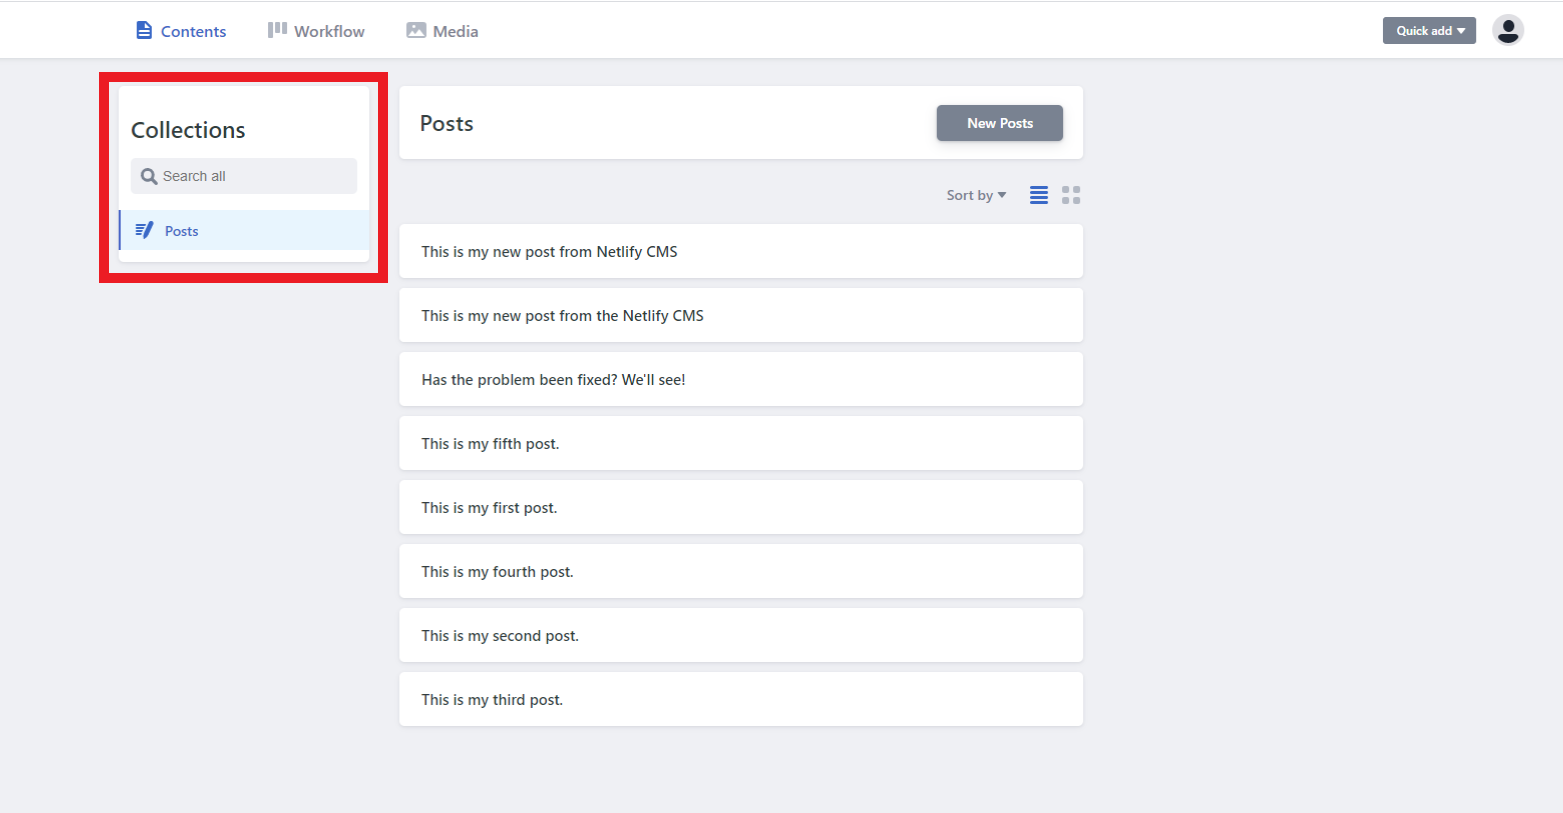 Contents Workflow Media Quick add
Collections
Search all
Posts
Posts New Posts
Sort by
This is my new post from Netlify CMS
This is my new post from the Netlify CMS
Has the problem been fixed? We'll see!
This is my fifth post.
This is my first post.
This is my fourth post.
This is my second post.
This is my third post.